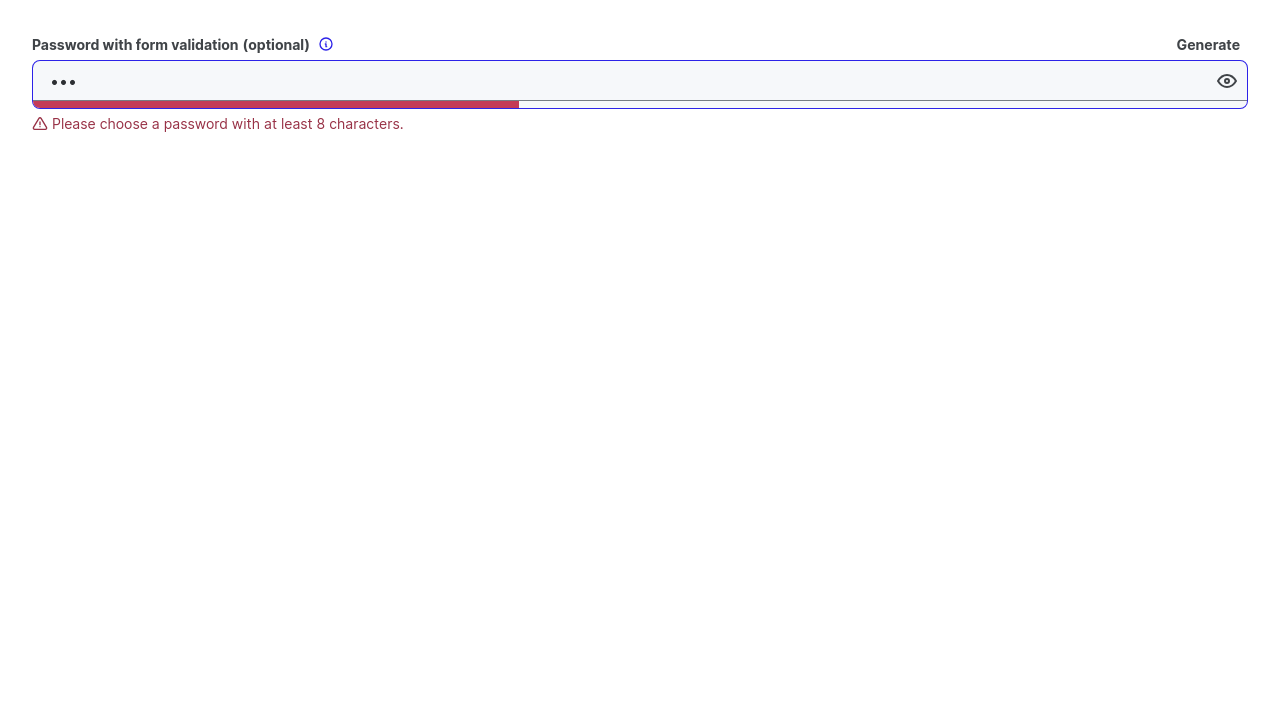 Password with form validation (optional) Generate
•••
Please choose a password with at least 8 characters.